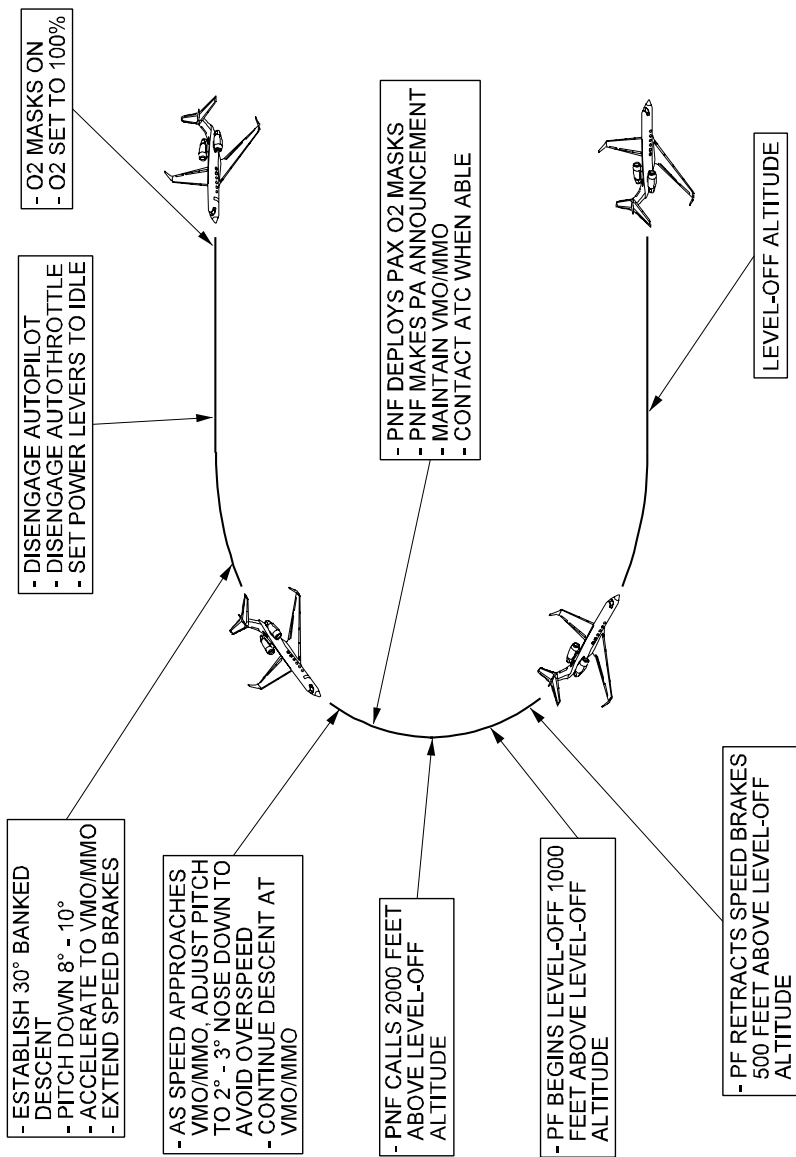 - O2 MASKS ON
- O2 SET TO 100%
- DISENGAGE AUTOPILOT
- DISENGAGE AUTOTHROTTLE
- SET POWER LEVERS TO IDLE
- ESTABLISH 30° BANKED
DESCENT
- PITCH DOWN 8° - 10°
- ACCELERATE TO VMO/MMO
- EXTEND SPEED BRAKES
- AS SPEED APPROACHES
VMO/MMO, ADJUST PITCH
TO 2° - 3° NOSE DOWN TO
AVOID OVERSPEED
- CONTINUE DESCENT AT
VMO/MMO
- PNF DEPLOYS PAX O2 MASKS
- PNF MAKES PA ANNOUNCEMENT
- MAINTAIN VMO/MMO
- CONTACT ATC WHEN ABLE
- PNF CALLS 2000 FEET
ABOVE LEVEL-OFF
ALTITUDE
- PF BEGINS LEVEL-OFF 1000
FEET ABOVE LEVEL-OFF
ALTITUDE
- PF RETRACTS SPEED BRAKES
500 FEET ABOVE LEVEL-OFF
ALTITUDE
LEVEL-OFF ALTITUDE